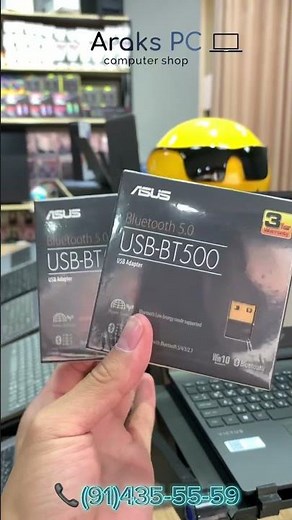 Araks PC
computer shop
ASUS
Bluetooth 5.0
USB-BT500
USB Adapter
3
ASUS
Bluetooth 5.0
USB-BT
USB Adapter
(91)435-55-59